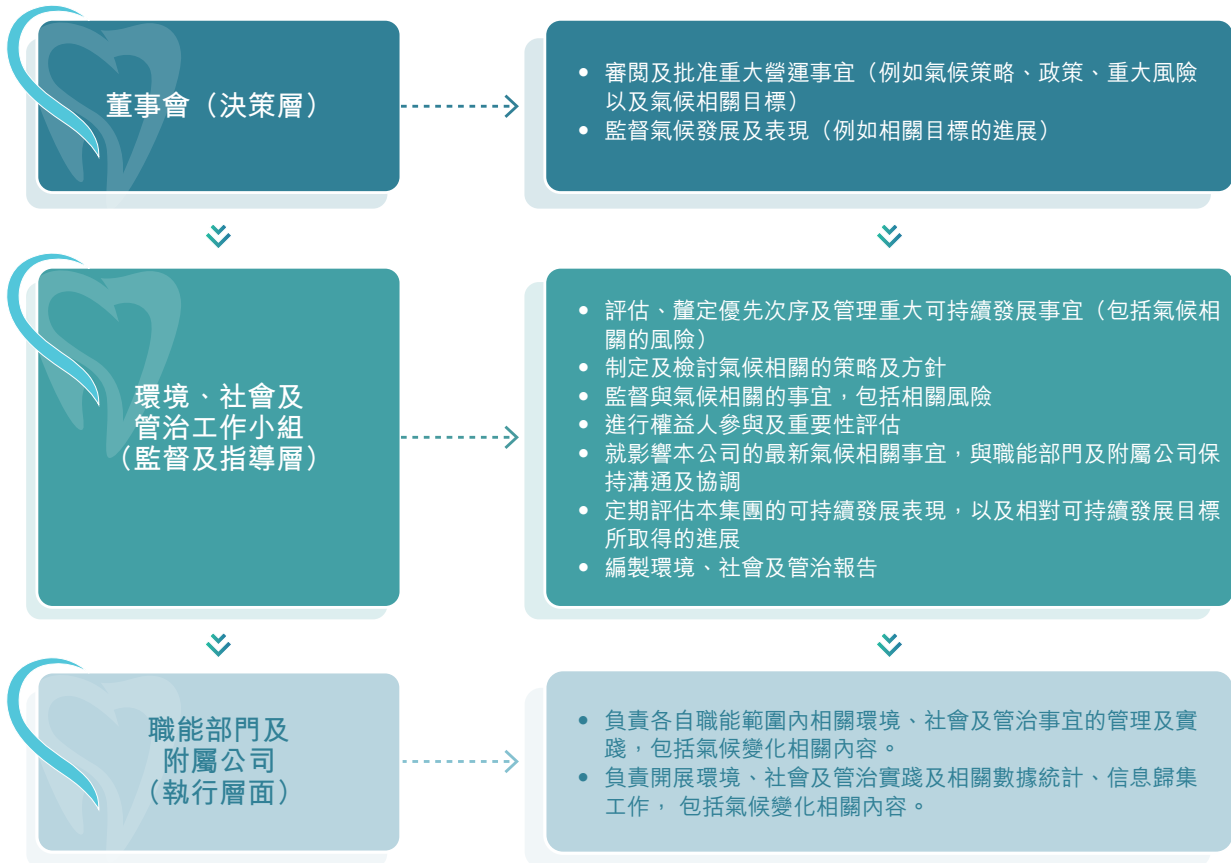 董事會（決策層）
• 審閱及批准重大營運事宜（例如氣候策略、政策、重大風險
以及氣候相關目標）
• 監督氣候發展及表現（例如相關目標的進展）
環境、社會及
管治工作小組
（監督及指導層）
• 評估、釐定優先次序及管理重大可持續發展事宜（包括氣候相
關的風險）
• 制定及檢討氣候相關的策略及方針
• 監督與氣候相關的事宜，包括相關風險
• 進行權益人參與及重要性評估
• 就影響本公司的最新氣候相關事宜，與職能部門及附屬公司保
持溝通及協調
• 定期評估本集團的可持續發展表現，以及相對可持續發展目標
所取得的進展
• 編製環境、社會及管治報告
職能部門及
附屬公司
（執行層面）
• 負責各自職能範圍內相關環境、社會及管治事宜的管理及實
踐，包括氣候變化相關內容。
• 負責開展環境、社會及管治實踐及相關數據統計、信息歸集
工作， 包括氣候變化相關內容。